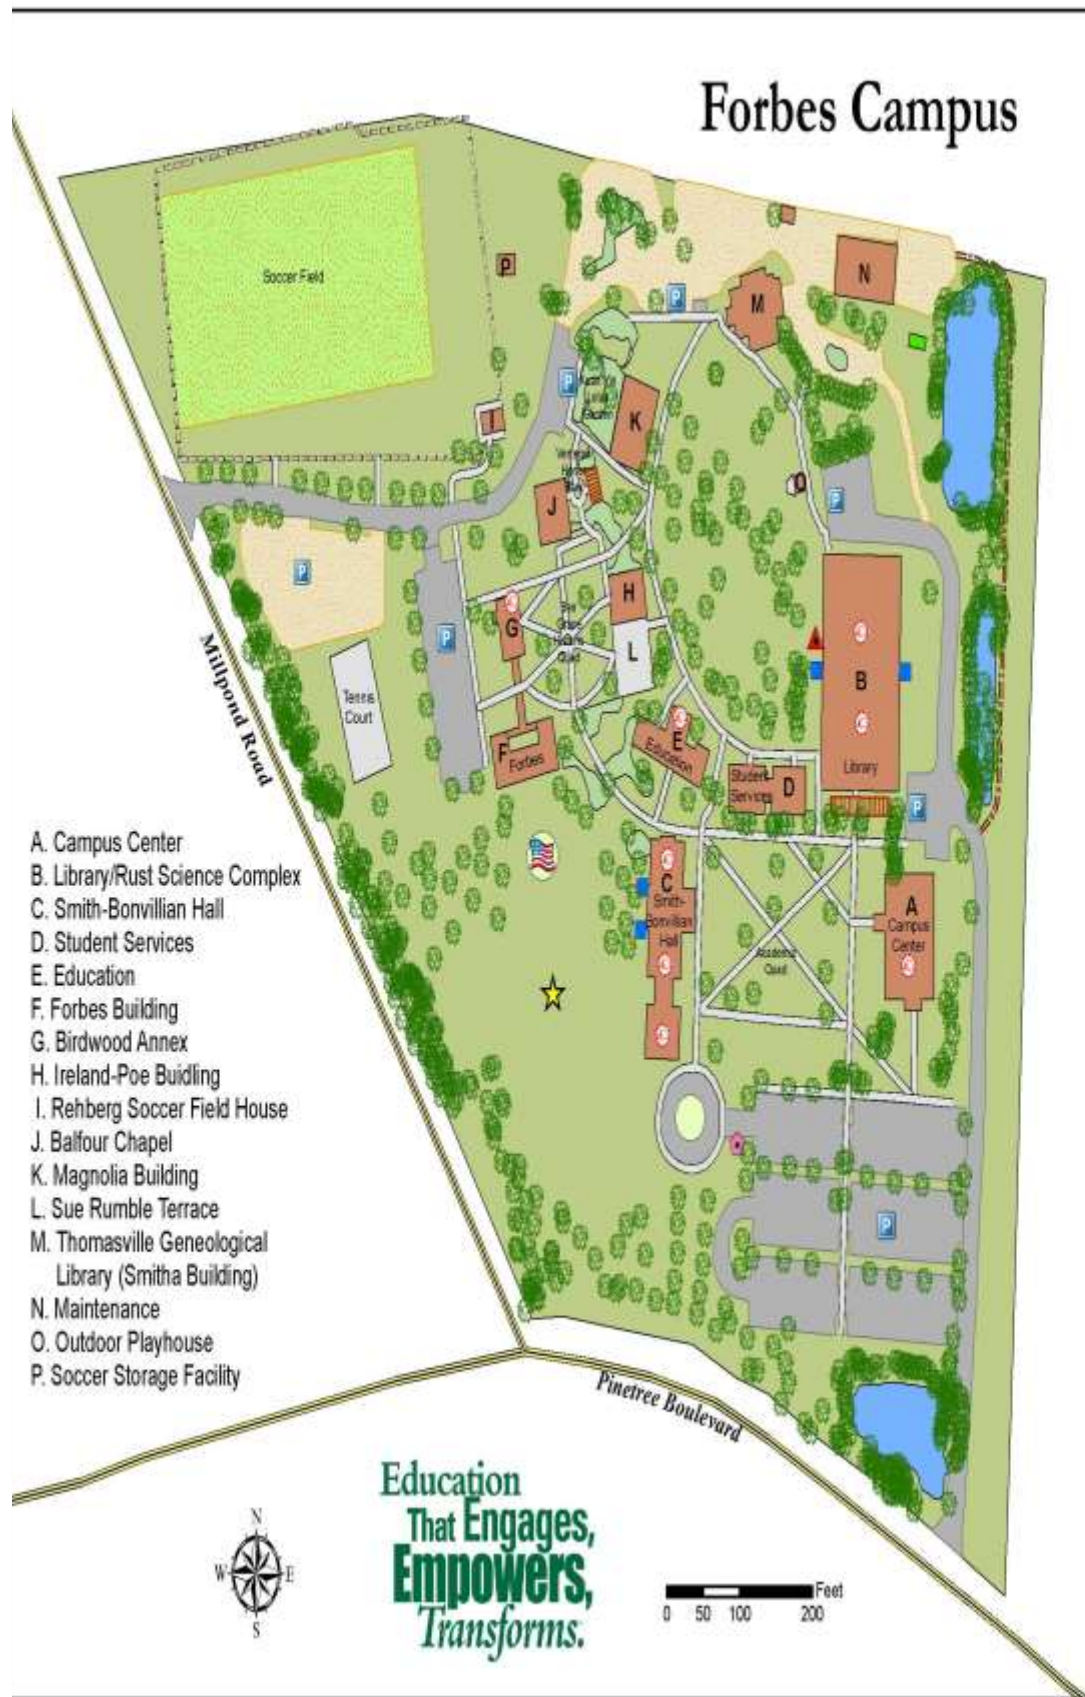 Forbes Campus
Soccer Field
P
N
M
P
P
K
I
O
J
P
P
H
G
P
L
B
Tennis
Court
Millpond Road
E
Education
F
Forbes
Library
Student
Services
D
P
A. Campus Center
B. Library/Rust Science Complex
C. Smith-Bonvillian Hall
D. Student Services
E. Education
F. Forbes Building
G. Birdwood Annex
H. Ireland-Poe Buidling
I. Rehberg Soccer Field House
J. Balfour Chapel
K. Magnolia Building
L. Sue Rumble Terrace
M. Thomasville Geneological
Library (Smitha Building)
N. Maintenance
O. Outdoor Playhouse
P. Soccer Storage Facility
C
Smith-
Bonvillian
Hall
A
Campus
Center
Academic
Quad
P
Pinetree Boulevard
Education
That Engages,
Empowers,
Transforms.
N
W
E
S
Feet
0 50 100 200